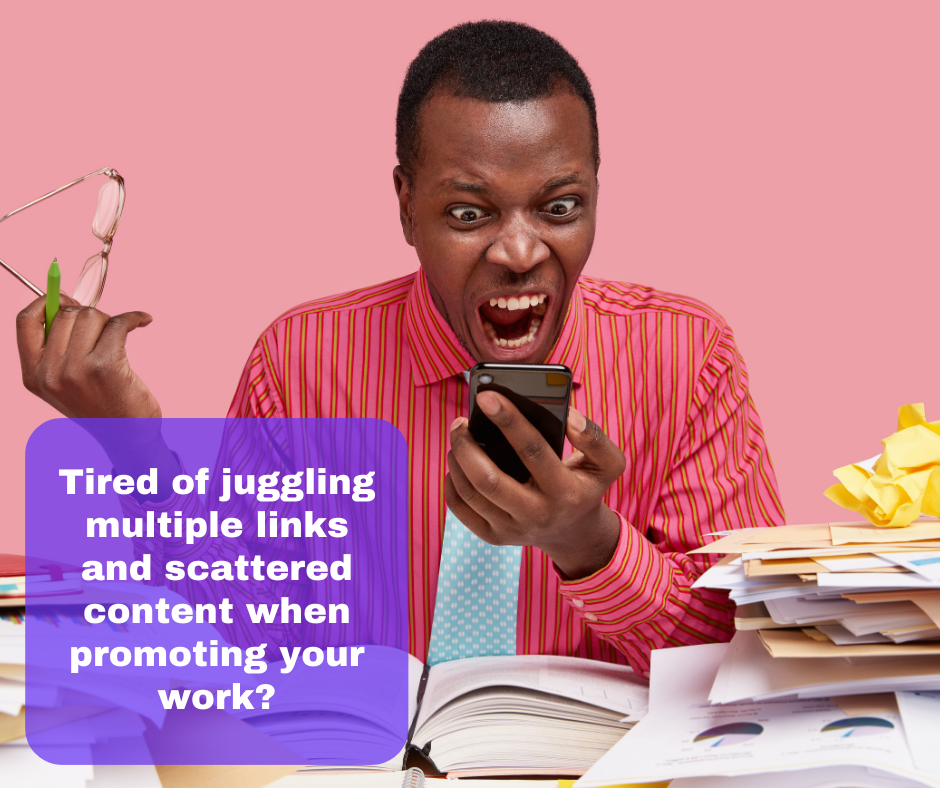 Tired of juggling
multiple links
and scattered
content when
promoting your
work?